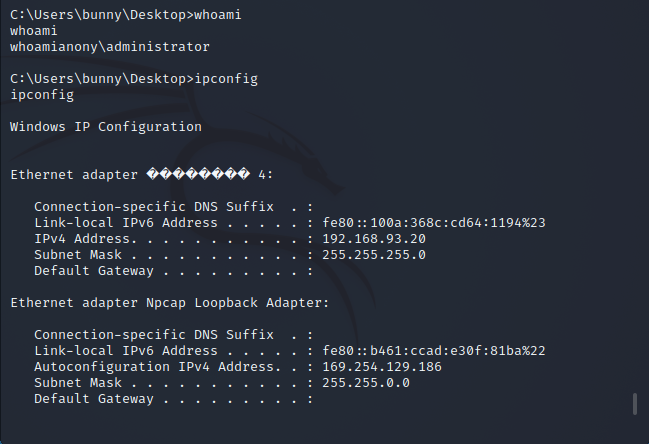 C:\Users\bunny\Desktop>whoami
whoami
whoamianony\administrator
C:\Users\bunny\Desktop>ipconfig
ipconfig
Windows IP Configuration
Ethernet adapter �������� 4:
Connection-specific DNS Suffix  . :
Link-local IPv6 Address . . . . . : fe80::100a:368c:cd64:1194%23
IPv4 Address. . . . . . . . . . . : 192.168.93.20
Subnet Mask . . . . . . . . . . . : 255.255.255.0
Default Gateway . . . . . . . . . :
Ethernet adapter Npcap Loopback Adapter:
Connection-specific DNS Suffix  . :
Link-local IPv6 Address . . . . . : fe80::b461:ccad:e30f:81ba%22
Autoconfiguration IPv4 Address. . : 169.254.129.186
Subnet Mask . . . . . . . . . . . : 255.255.0.0
Default Gateway . . . . . . . . . :